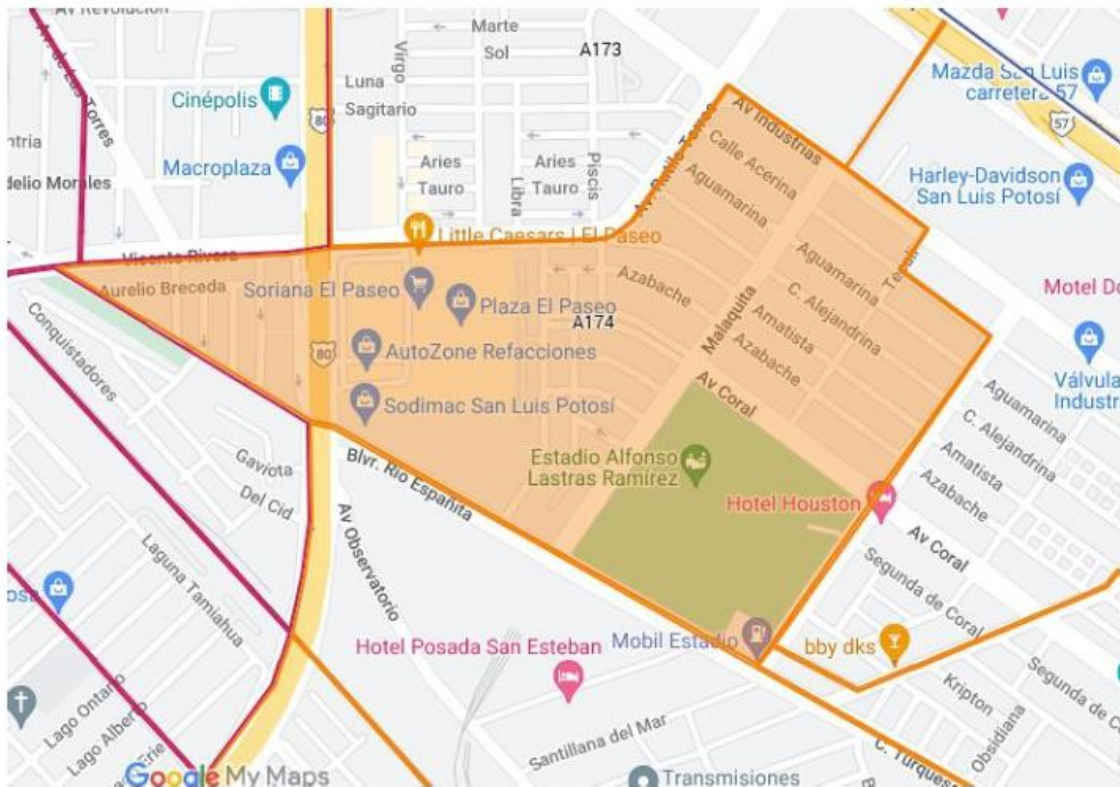 Av Revolución
Marte
Sol
A173
Virgo
Av. de Las Torres
Cinépolis
80
Luna
Sagitario
Mazda San Luis
carretera 57
57
Av Industrias
Calle Acerina
Aguamarina
Macroplaza
Aries
Tauro
Libra
Aries
Tauro
Piscis
Harley-Davidson
San Luis Potosí
Little Caesars | El Paseo
Vicente Rivera
Aurelio Breceda
Soriana El Paseo
Plaza El Paseo
Azabache
A174
Malaquita
Aguamarina
C. Alejandrina
Amatista
Azabache
Motel
Conquistadores
80
AutoZone Refacciones
Sodimac San Luis Potosí
Av Coral
Aguamarina
C. Alejandrina
Amatista
Azabache
Gaviota
Del Cid
Blvr. Río Españita
Estadio Alfonso
Lastras Ramírez
Hotel Houston
Av Coral
Av Observatorio
Laguna Tamiahua
Segunda de Coral
Hotel Posada San Esteban
Mobil Estadio
bby dks
Lago Ontario
Lago Alberto
Erie
Kripton
Obsidiana
Segunda de
Santillana del Mar
C. Turquesa
Transmisiones
Google My Maps